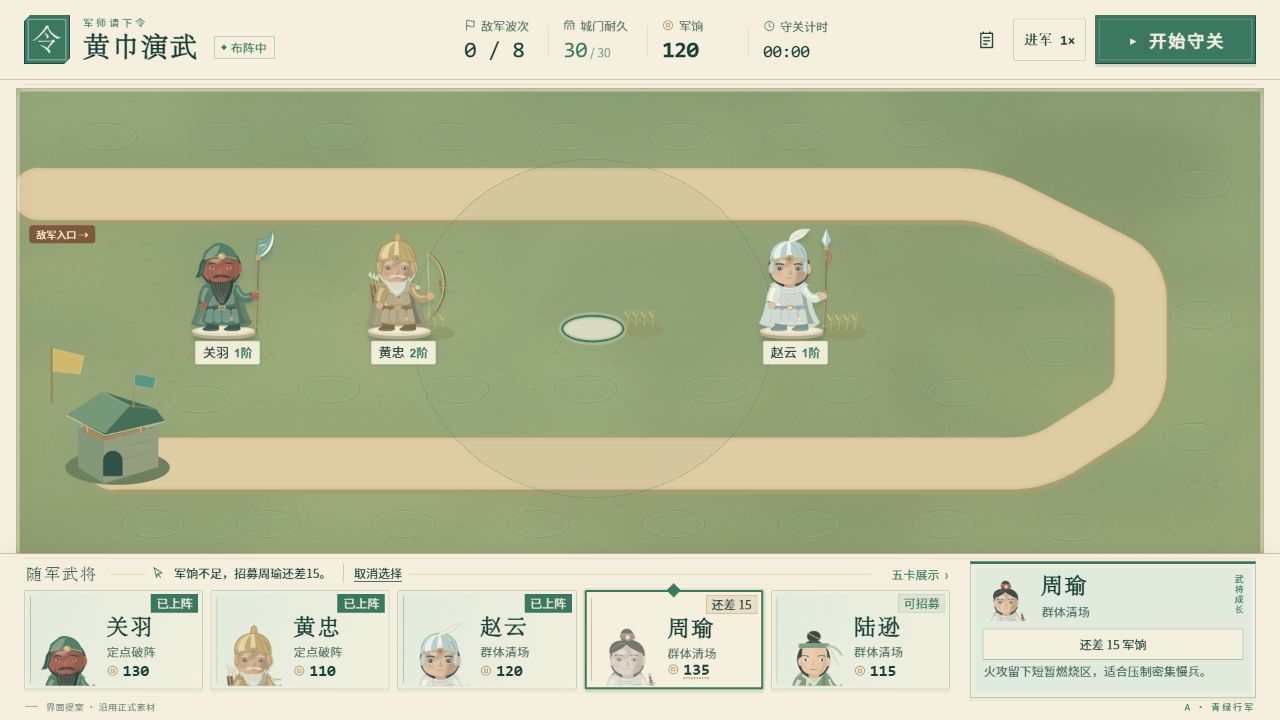 令
军师请下令
黄巾演武
布阵中
敌军波次
0 / 8
城门耐久
30 / 30
军饷
120
守关计时
00:00
进军 1x
开始守关
敌军入口→
关羽 1阶
黄忠 2阶
赵云 1阶
随军武将
军饷不足，招募周瑜还差15。
取消选择
五卡展示 ›
已上阵
关羽
定点破阵
130
已上阵
黄忠
定点破阵
110
已上阵
赵云
群体清场
120
还差 15
周瑜
群体清场
135
可招募
陆逊
群体清场
115
周瑜
群体清场
武将成长
还差 15 军饷
火攻留下短暂燃烧区，适合压制密集慢兵。
界面提案 · 沿用正式素材
A · 青绿行军